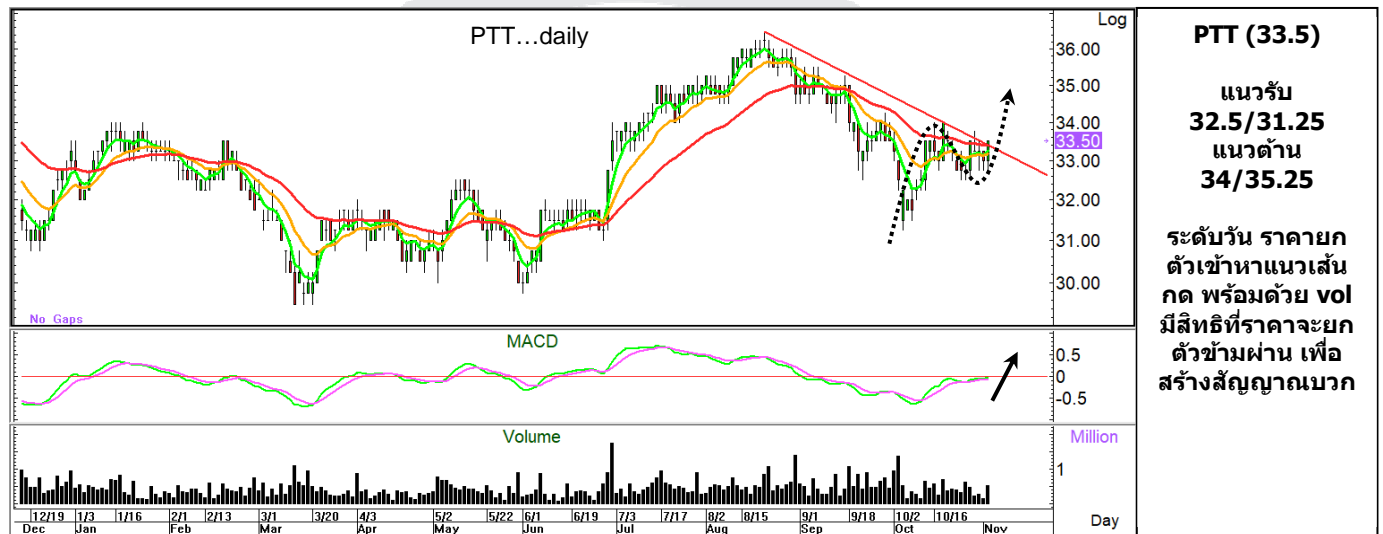 PTT...daily
Log
36.00
35.00
34.00
33.50
33.00
32.00
31.00
30.00
No Gaps
MACD
0.5
0
-0.5
Volume
Million
1
12/19 1/3 1/16 2/1 2/13 3/1 3/20 4/3 5/2 5/22 6/1 6/19 7/3 7/17 8/2 8/15 9/1 9/18 10/2 10/16
Dec Jan Feb Mar Apr May Jun Jul Aug Sep Oct Nov
Day
PTT (33.5)
แนวรับ
32.5/31.25
แนวต้าน
34/35.25
ระดับวัน ราคายก
ตัวเข้าหาแนวเส้น
กด พร้อมด้วย vol
มีสิทธิที่ราคาจะยก
ตัวข้ามผ่าน เพื่อ
สร้างสัญญาณบวก